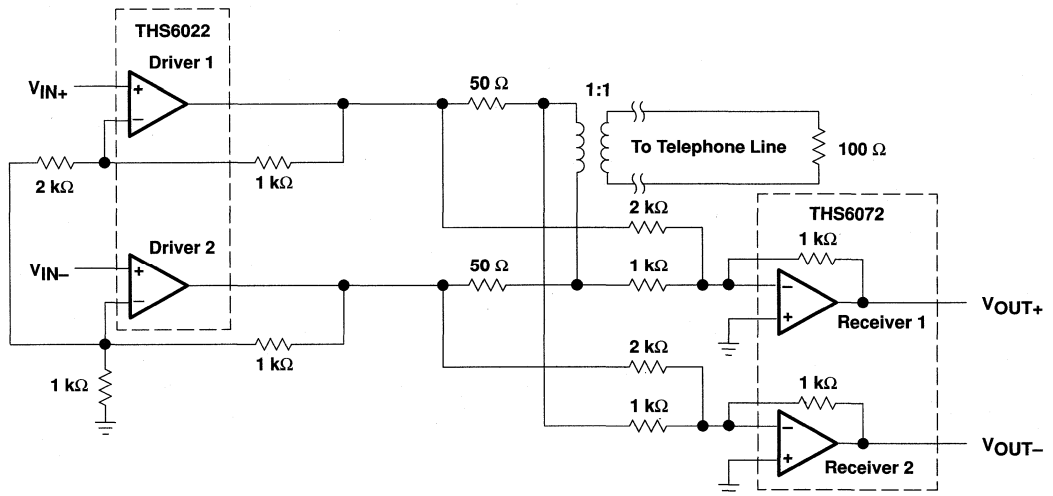 THS6022
Driver 1
VIN+
+
−
50 Ω
1:1
To Telephone Line
100 Ω
2 kΩ
1 kΩ
2 kΩ
THS6072
Driver 2
1 kΩ
VIN−
+
−
50 Ω
1 kΩ
−
+
Receiver 1
VOUT+
1 kΩ
2 kΩ
1 kΩ
1 kΩ
1 kΩ
−
+
Receiver 2
VOUT−